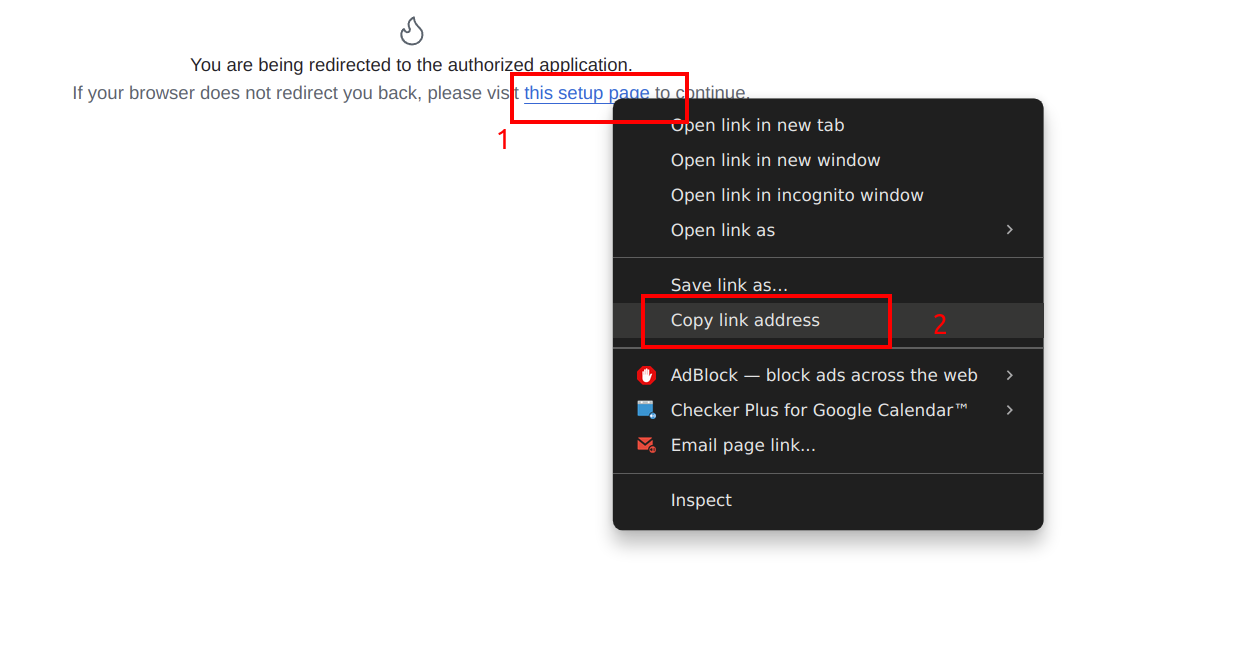 You are being redirected to the authorized application.
If your browser does not redirect you back, please visit this setup page to continue.
1
Open link in new tab
Open link in new window
Open link in incognito window
Open link as
Save link as…
Copy link address
2
AdBlock — block ads across the web
Checker Plus for Google Calendar™
Email page link…
Inspect